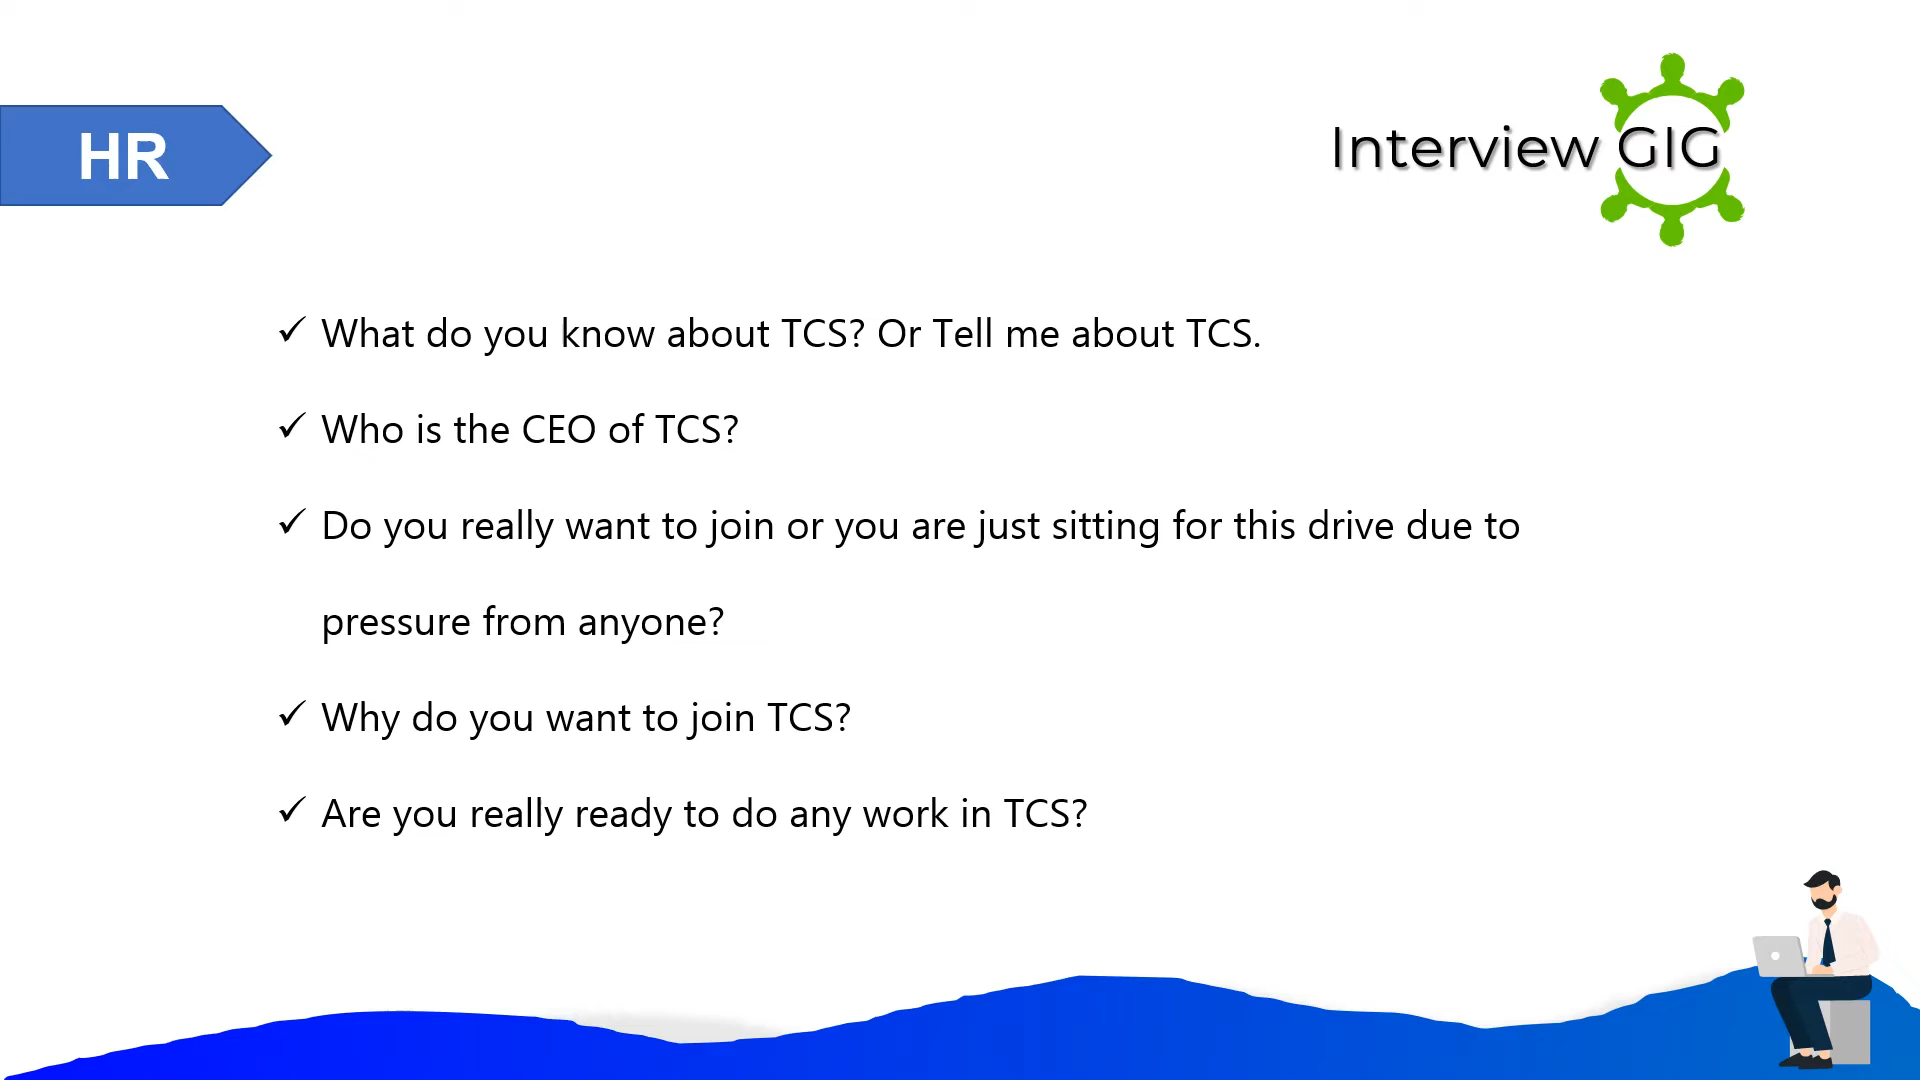 HR
Interview GIG
✓ What do you know about TCS? Or Tell me about TCS.
✓ Who is the CEO of TCS?
✓ Do you really want to join or you are just sitting for this drive due to
pressure from anyone?
✓ Why do you want to join TCS?
✓ Are you really ready to do any work in TCS?